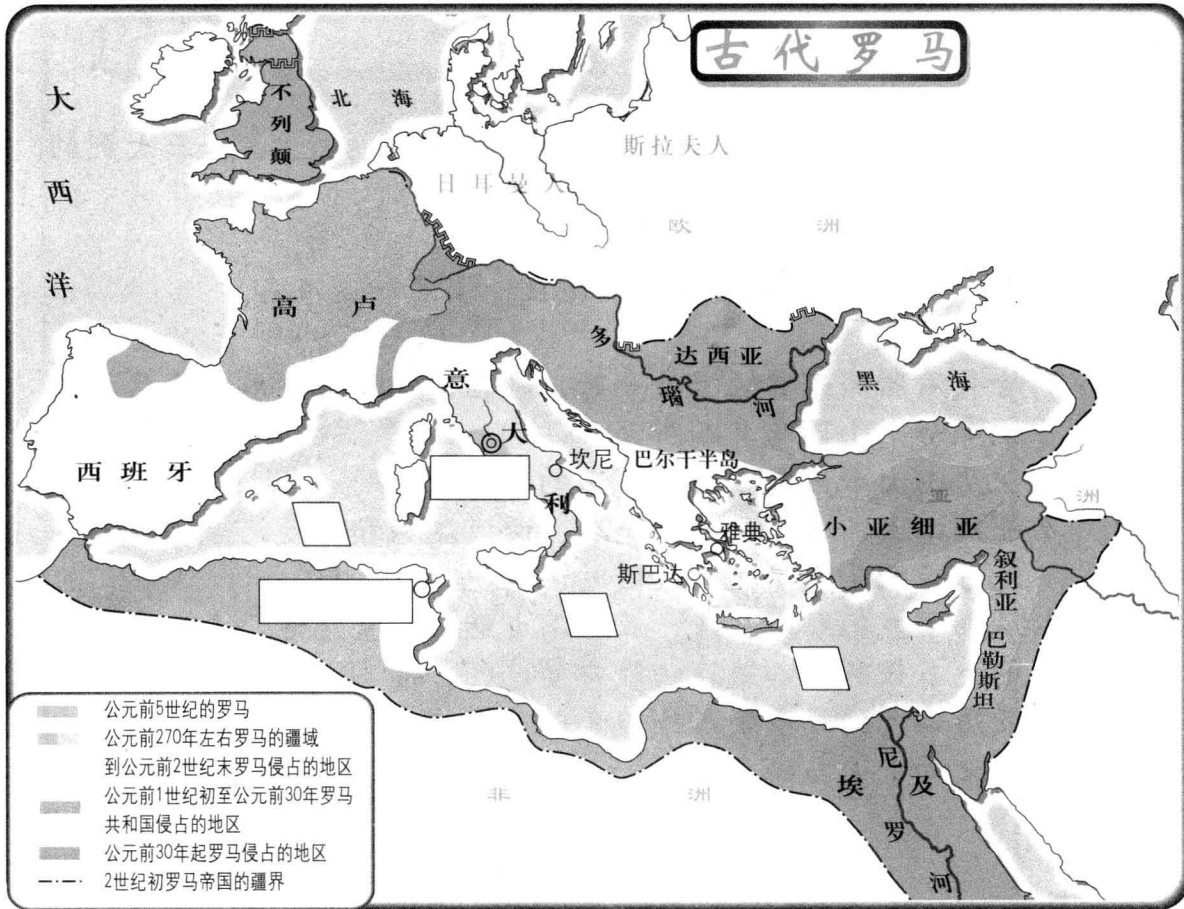 古代罗马
大西洋
不列颠
北海
斯拉夫人
日耳曼人
欧洲
高卢
多瑙河
达西亚
黑海
意大利
西班牙
坎尼
巴尔干半岛
亚洲
小亚细亚
雅典
斯巴达
叙利亚
巴勒斯坦
埃及
尼罗河
非洲
公元前5世纪的罗马
公元前270年左右罗马的疆域
到公元前2世纪末罗马侵占的地区
公元前1世纪初至公元前30年罗马
共和国侵占的地区
公元前30年起罗马侵占的地区
2世纪初罗马帝国的疆界